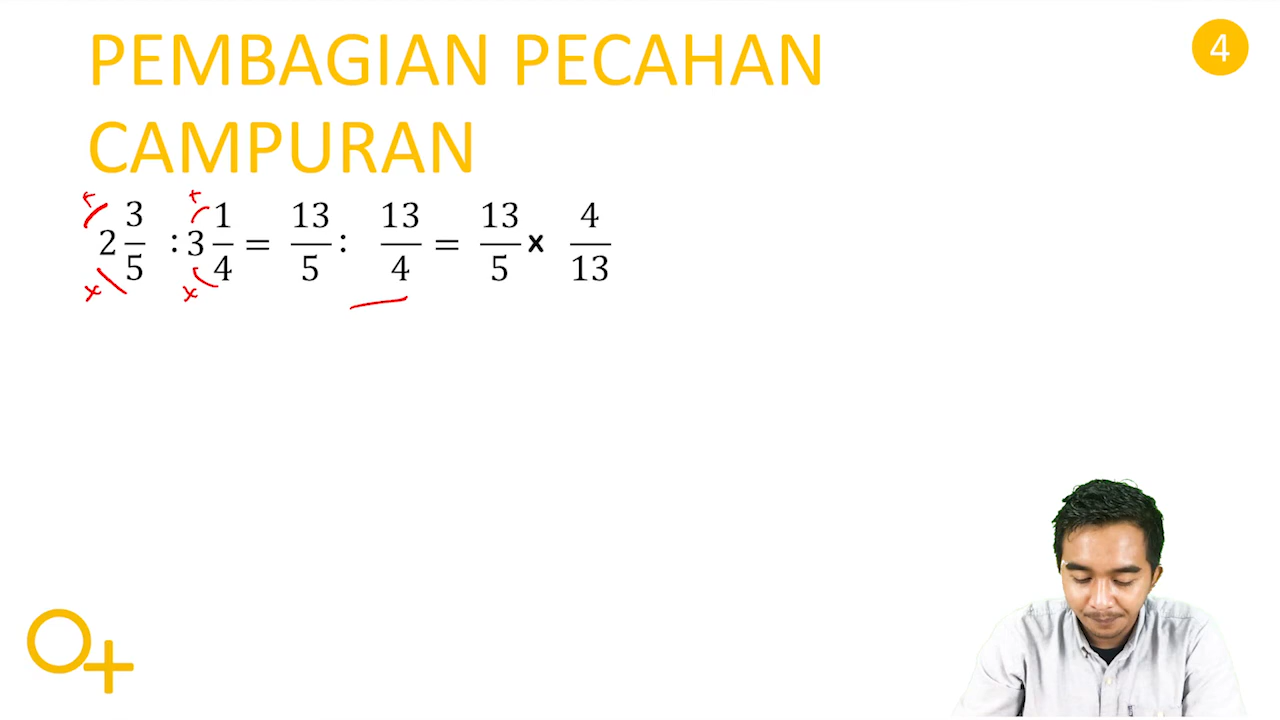 PEMBAGIAN PECAHAN
4
CAMPURAN
2 3/5 : 3 1/4 = 13/5 : 13/4 = 13/5 x 4/13
+ +
x x